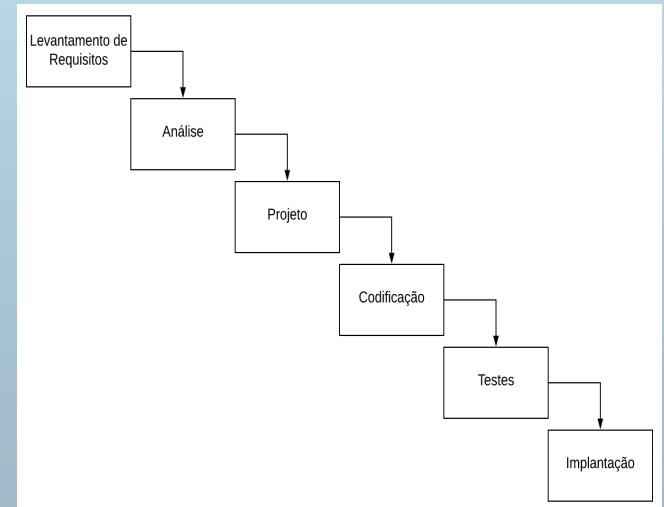 Levantamento de
Requisitos
Análise
Projeto
Codificação
Testes
Implantação